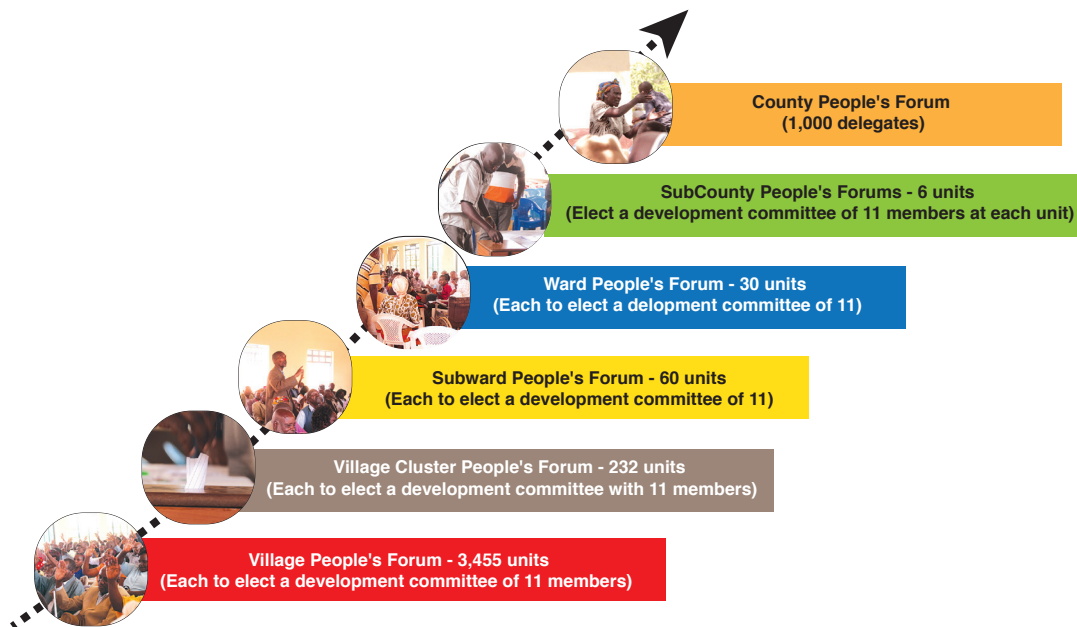 County People's Forum
(1,000 delegates)
SubCounty People's Forums - 6 units
(Elect a development committee of 11 members at each unit)
Ward People's Forum - 30 units
(Each to elect a delopment committee of 11)
Subward People's Forum - 60 units
(Each to elect a development committee of 11)
Village Cluster People's Forum - 232 units
(Each to elect a development committee with 11 members)
Village People's Forum - 3,455 units
(Each to elect a development committee of 11 members)